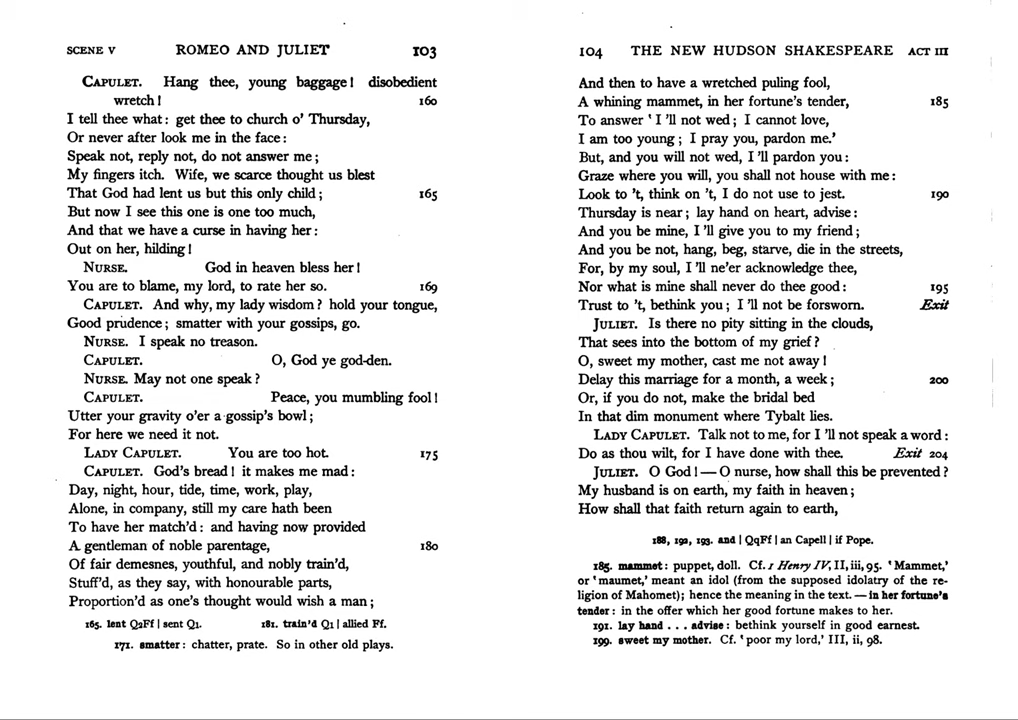 SCENE V ROMEO AND JULIET 103
CAPULET. Hang thee, young baggage! disobedient
wretch! 160
I tell thee what: get thee to church o' Thursday,
Or never after look me in the face:
Speak not, reply not, do not answer me;
My fingers itch. Wife, we scarce thought us blest
That God had lent us but this only child; 165
But now I see this one is one too much,
And that we have a curse in having her:
Out on her, hilding!
NURSE. God in heaven bless her!
You are to blame, my lord, to rate her so. 169
CAPULET. And why, my lady wisdom? hold your tongue,
Good prudence; smatter with your gossips, go.
NURSE. I speak no treason.
CAPULET. O, God ye god-den.
NURSE. May not one speak?
CAPULET. Peace, you mumbling fool!
Utter your gravity o'er a gossip's bowl;
For here we need it not.
LADY CAPULET. You are too hot. 175
CAPULET. God's bread! it makes me mad:
Day, night, hour, tide, time, work, play,
Alone, in company, still my care hath been
To have her match'd: and having now provided
A gentleman of noble parentage, 180
Of fair demesnes, youthful, and nobly train'd,
Stuff'd, as they say, with honourable parts,
Proportion'd as one's thought would wish a man;
165. lent Q2Ff | sent Q1. 181. train'd Q1 | allied Ff.
171. smatter: chatter, prate. So in other old plays.
104 THE NEW HUDSON SHAKESPEARE ACT III
And then to have a wretched puling fool,
A whining mammet, in her fortune's tender, 185
To answer 'I 'll not wed; I cannot love,
I am too young; I pray you, pardon me.'
But, and you will not wed, I 'll pardon you:
Graze where you will, you shall not house with me:
Look to 't, think on 't, I do not use to jest. 190
Thursday is near; lay hand on heart, advise:
And you be mine, I 'll give you to my friend;
And you be not, hang, beg, starve, die in the streets,
For, by my soul, I 'll ne'er acknowledge thee,
Nor what is mine shall never do thee good: 195
Trust to 't, bethink you; I 'll not be forsworn. Exit
JULIET. Is there no pity sitting in the clouds,
That sees into the bottom of my grief?
O, sweet my mother, cast me not away!
Delay this marriage for a month, a week; 200
Or, if you do not, make the bridal bed
In that dim monument where Tybalt lies.
LADY CAPULET. Talk not to me, for I 'll not speak a word:
Do as thou wilt, for I have done with thee. Exit 204
JULIET. O God! — O nurse, how shall this be prevented?
My husband is on earth, my faith in heaven;
How shall that faith return again to earth,
188, 192, 193. and | QqFf | an Capell | if Pope.
185. mammet: puppet, doll. Cf. 1 Henry IV, II, iii, 95. 'Mammet,'
or 'maumet,' meant an idol (from the supposed idolatry of the re-
ligion of Mahomet); hence the meaning in the text. — in her fortune's
tender: in the offer which her good fortune makes to her.
191. lay hand . . . advise: bethink yourself in good earnest.
199. sweet my mother. Cf. 'poor my lord,' III, ii, 98.